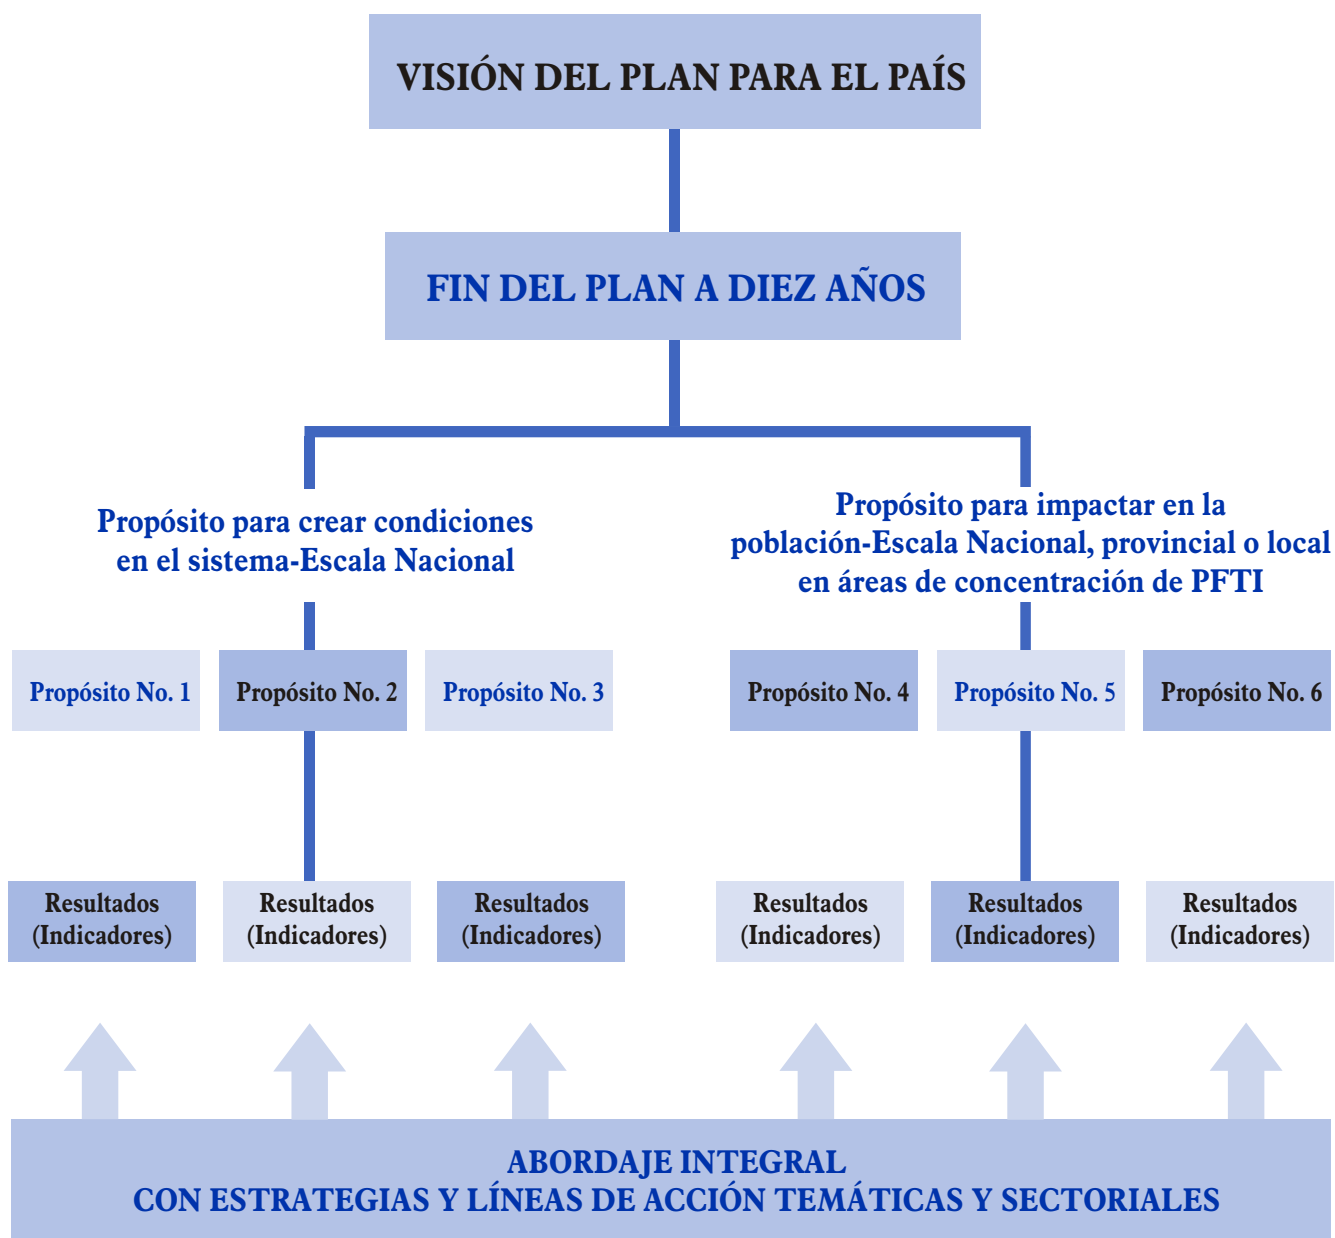 VISIÓN DEL PLAN PARA EL PAÍS
FIN DEL PLAN A DIEZ AÑOS
Propósito para crear condiciones
en el sistema-Escala Nacional
Propósito para impactar en la
población-Escala Nacional, provincial o local
en áreas de concentración de PFTI
Propósito No. 1
Propósito No. 2
Propósito No. 3
Propósito No. 4
Propósito No. 5
Propósito No. 6
Resultados
(Indicadores)
Resultados
(Indicadores)
Resultados
(Indicadores)
Resultados
(Indicadores)
Resultados
(Indicadores)
Resultados
(Indicadores)
ABORDAJE INTEGRAL
CON ESTRATEGIAS Y LÍNEAS DE ACCIÓN TEMÁTICAS Y SECTORIALES